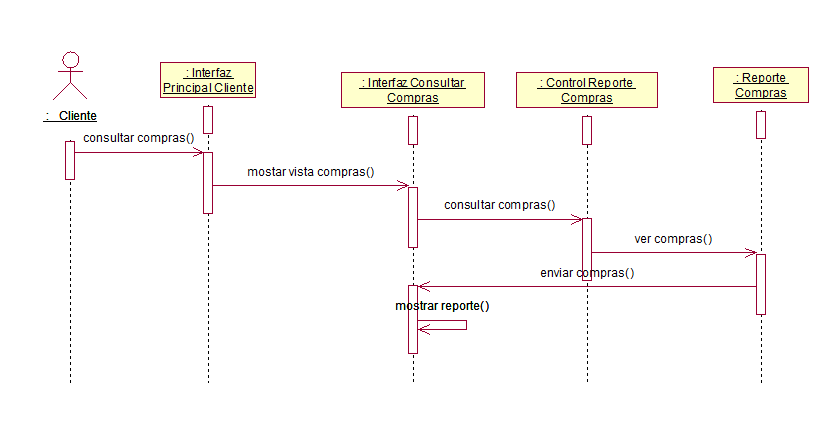 : Interfaz
Principal Cliente
: Interfaz Consultar
Compras
: Control Reporte
Compras
: Reporte
Compras
: Cliente
consultar compras()
mostar vista compras()
consultar compras()
ver compras()
enviar compras()
mostrar reporte()